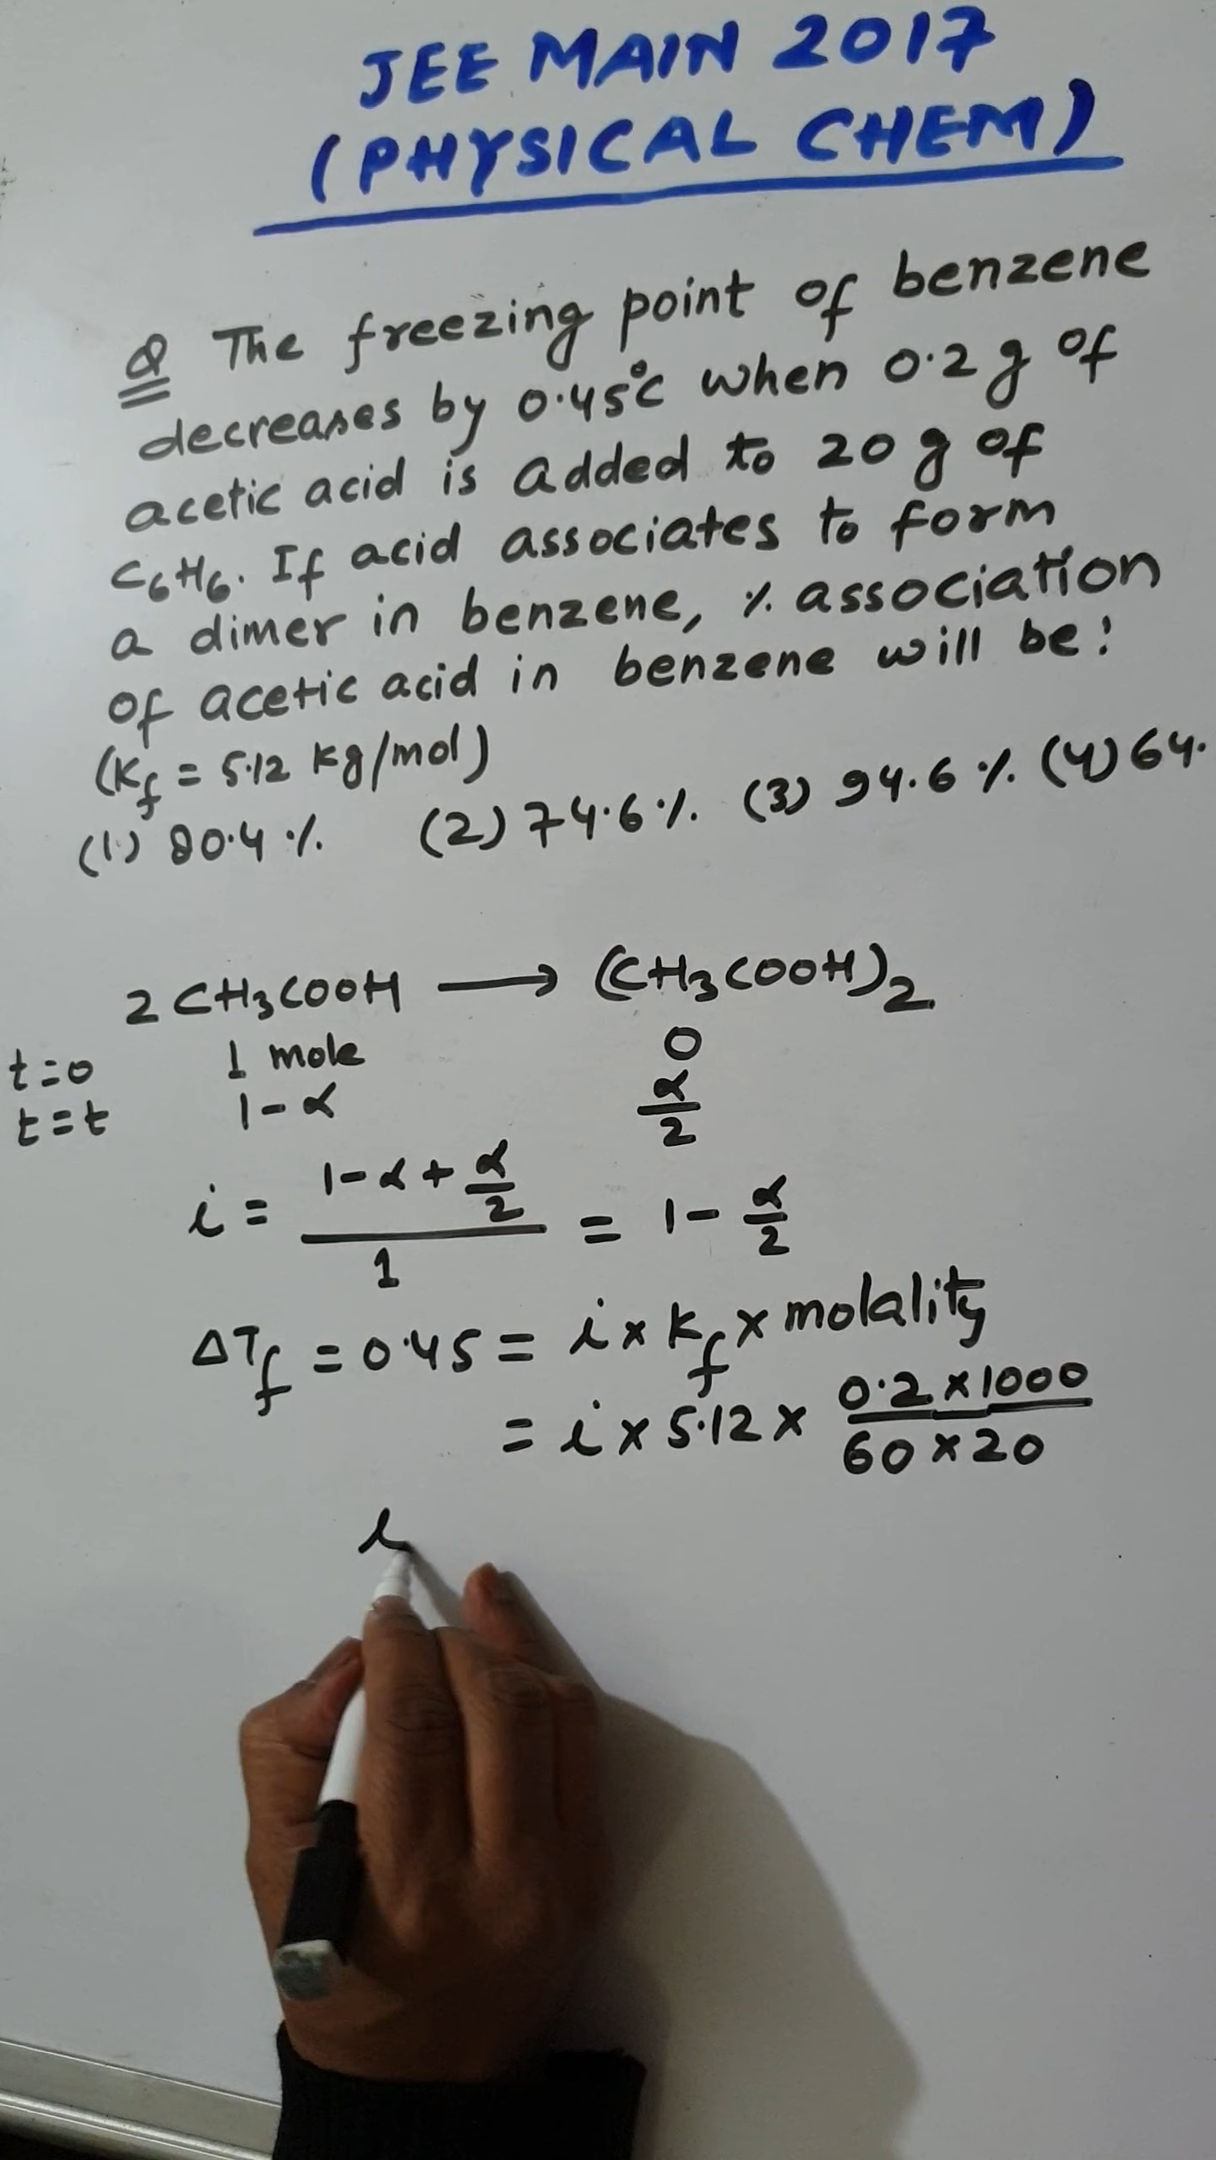 JEE MAIN 2017
(PHYSICAL CHEM)
Q The freezing point of benzene
decreases by 0.45°C when 0.2 g of
acetic acid is added to 20 g of
C6H6. If acid associates to form
a dimer in benzene, % association
of acetic acid in benzene will be:
(Kf = 5.12 kg/mol)
(1) 80.4 % (2) 74.6 % (3) 94.6 % (4) 64.
2 CH3COOH ⟶ (CH3COOH)2
t=0 1 mole 0
t=t 1-α α/2
i = (1-α + α/2)/1 = 1 - α/2
ΔTf = 0.45 = i × Kf × molality
= i × 5.12 × (0.2 × 1000)/(60 × 20)
i